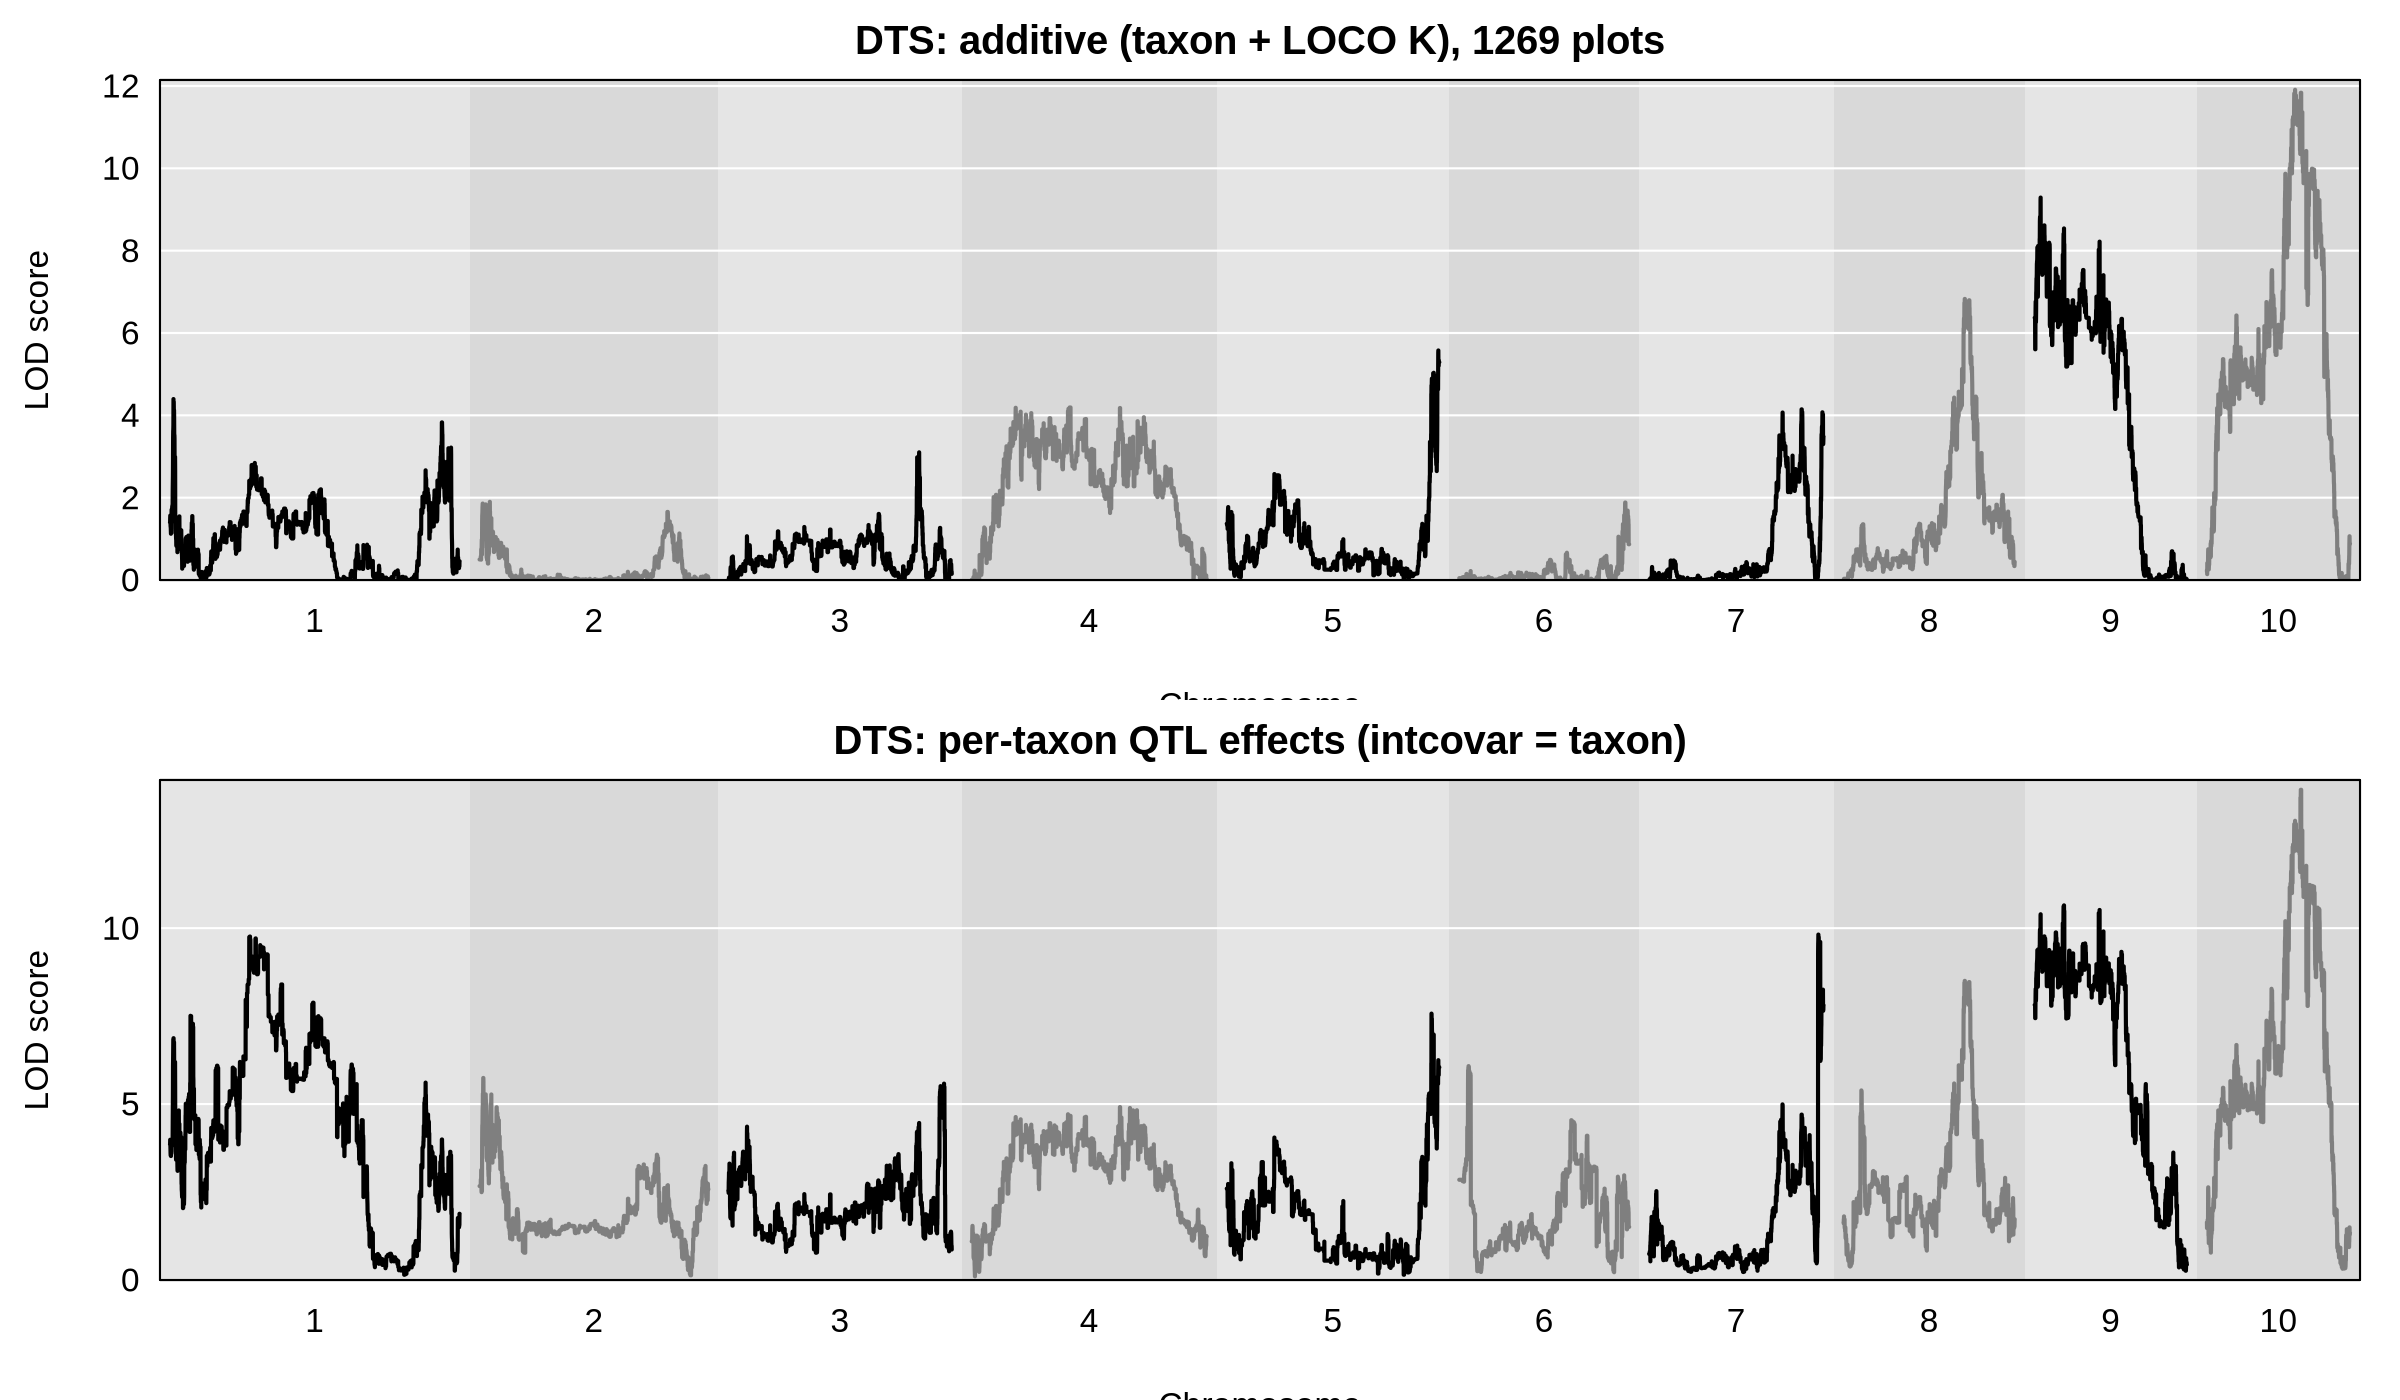 DTS: additive (taxon + LOCO K), 1269 plots
12
10
8
6
4
2
0
LOD score
1 2 3 4 5 6 7 8 9 10
Chromosome
DTS: per-taxon QTL effects (intcovar = taxon)
10
5
0
LOD score
1 2 3 4 5 6 7 8 9 10
Chromosome